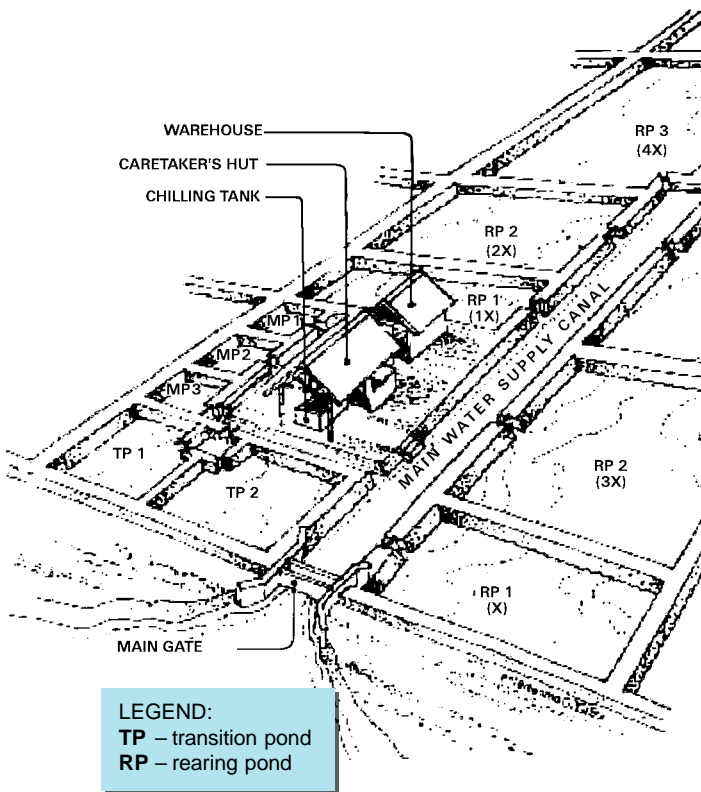 WAREHOUSE
CARETAKER'S HUT
CHILLING TANK
RP 3
(4X)
RP 2
(2X)
RP 1
(1X)
MP1
MP2
MP3
TP 1
TP 2
MAIN WATER SUPPLY CANAL
RP 2
(3X)
RP 1
(X)
MAIN GATE
LEGEND:
TP – transition pond
RP – rearing pond